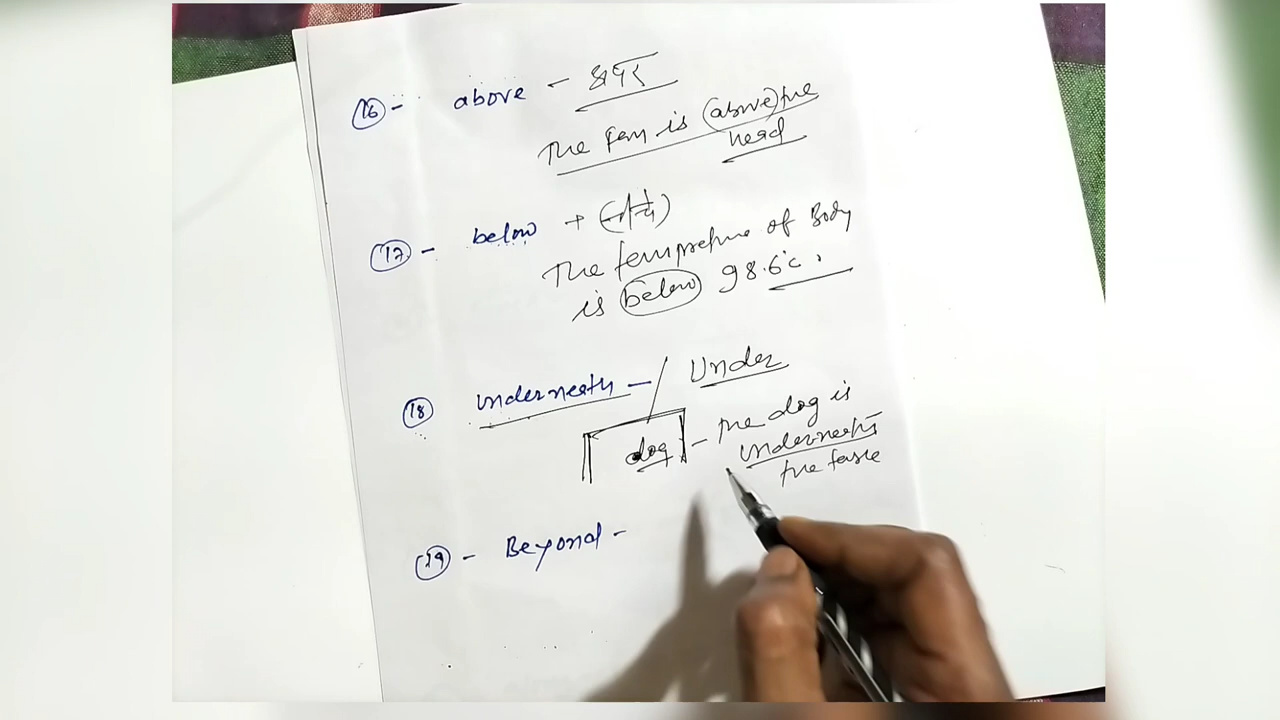 16 - above - ऊपर
The fan is (above) the
head
17 - below → (नीचे)
The temprature of Body
is below 98.6°c.
18 underneath - / Under
dog - the dog is
underneath
the table
19 - Beyond -